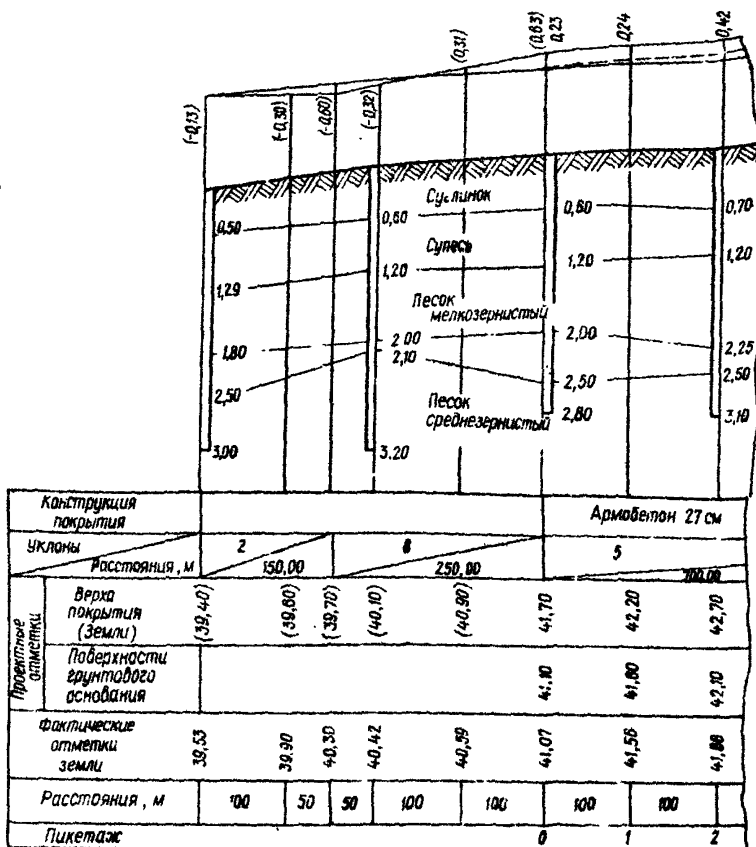 (-0,13)
(-0,30)
(-0,60)
(-0,32)
(0,31)
(0,63)
0,23
0,24
0,42
Суглинок
0,50
0,60
0,60
0,70
Супесь
1,29
1,20
1,20
1,20
Песок
мелкозернистый
1,80
2 00
2,10
2,00
2,25
2,50
2,50
2,50
Песок
среднезернистый
2,80
3,10
3,00
3.20
Конструкция
покрытия
Армобетон 27 см
Уклоны
Расстояния, м
2
150,00
8
250,00
5
700,00
Проектные
отметки
Верха
покрытия
(Земли)
(39,40)
(39,60)
(39,70)
(40,10)
(40,90)
41,70
42,20
42,70
Поверхности
грунтового
основания
41,10
41,80
42,10
Фактические
отметки
земли
39,53
39,90
40,30
40,42
40,59
41,07
41,56
41,86
Расстояния, м
100
50
50
100
100
100
100
Пикетаж
0
1
2